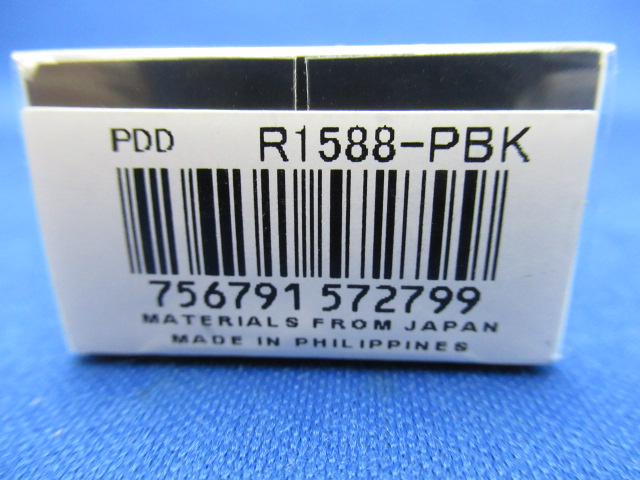 PDD R1588-PBK
756791 572799
MATERIALS FROM JAPAN
MADE IN PHILIPPINES